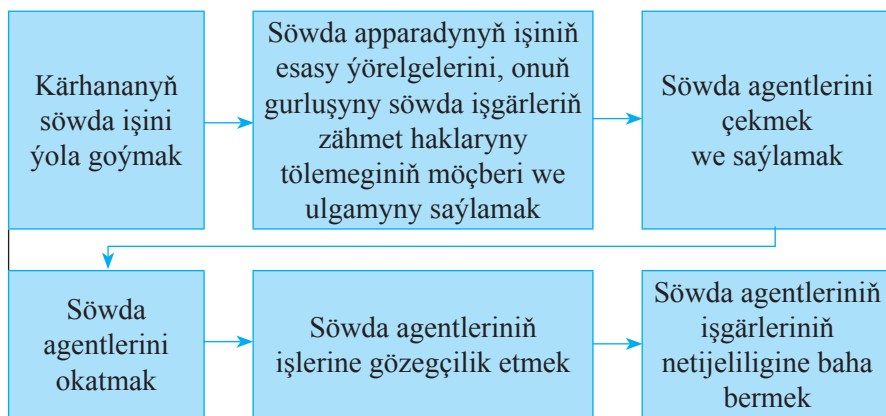 Kärhananyň
söwda işini
ýola goýmak
Söwda apparadynyň işiniň
esasy ýörelgelerini, onuň
gurluşyny söwda işgärleriň
zähmet haklaryny
tölemeginiň möçberi we
ulgamyny saýlamak
Söwda agentlerini
çekmek
we saýlamak
Söwda
agentlerini
okatmak
Söwda agentleriniň
işlerine gözegçilik etmek
Söwda agentleriniň
işgärleriniň
netijeliligine baha
bermek